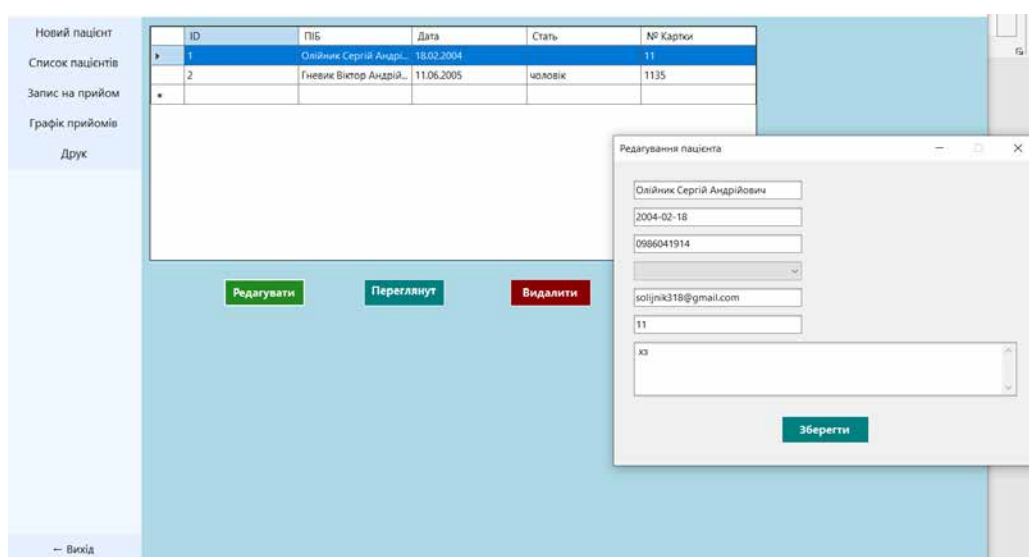 Новий пацієнт
Список пацієнтів
Запис на прийом
Графік прийомів
Друк
← Вихід
ID ПІБ Дата Стать № Картки
1 Олійник Сергій Андрі... 18.02.2004 11
2 Гневик Віктор Андрій... 11.06.2005 чоловік 1135
Редагувати Переглянут Видалити
Редагування пацієнта
Олійник Сергій Андрійович
2004-02-18
0986041914
solijnik318@gmail.com
11
хз
Зберегти